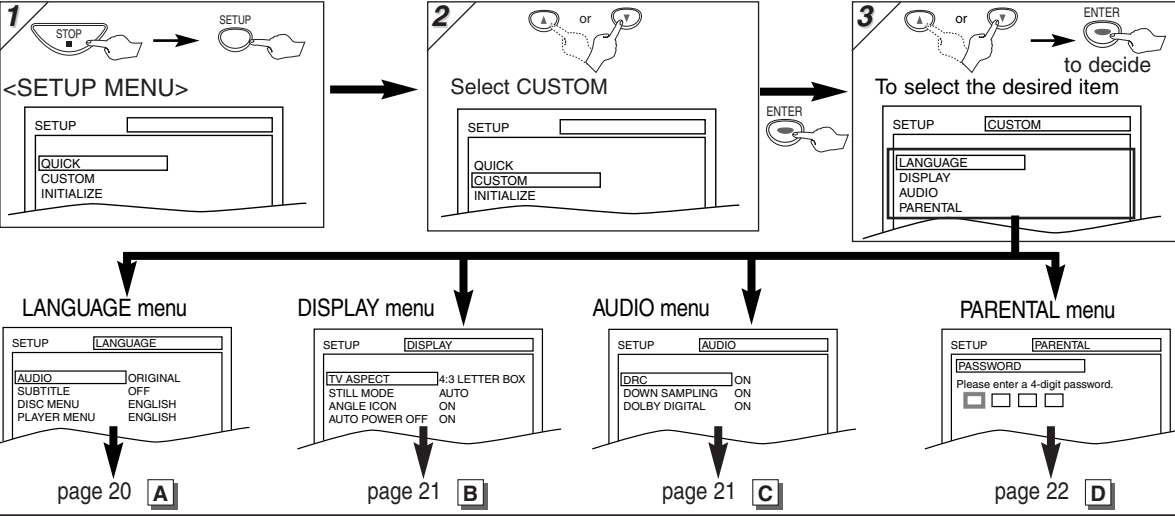 1
STOP
SETUP
<SETUP MENU>
SETUP
QUICK
CUSTOM
INITIALIZE
2
or
Select CUSTOM
SETUP
QUICK
CUSTOM
INITIALIZE
ENTER
3
or
ENTER
to decide
To select the desired item
SETUP CUSTOM
LANGUAGE
DISPLAY
AUDIO
PARENTAL
LANGUAGE menu
SETUP LANGUAGE
AUDIO ORIGINAL
SUBTITLE OFF
DISC MENU ENGLISH
PLAYER MENU ENGLISH
page 20 A
DISPLAY menu
SETUP DISPLAY
TV ASPECT 4:3 LETTER BOX
STILL MODE AUTO
ANGLE ICON ON
AUTO POWER OFF ON
page 21 B
AUDIO menu
SETUP AUDIO
DRC ON
DOWN SAMPLING ON
DOLBY DIGITAL ON
page 21 C
PARENTAL menu
SETUP PARENTAL
PASSWORD
Please enter a 4-digit password.
page 22 D